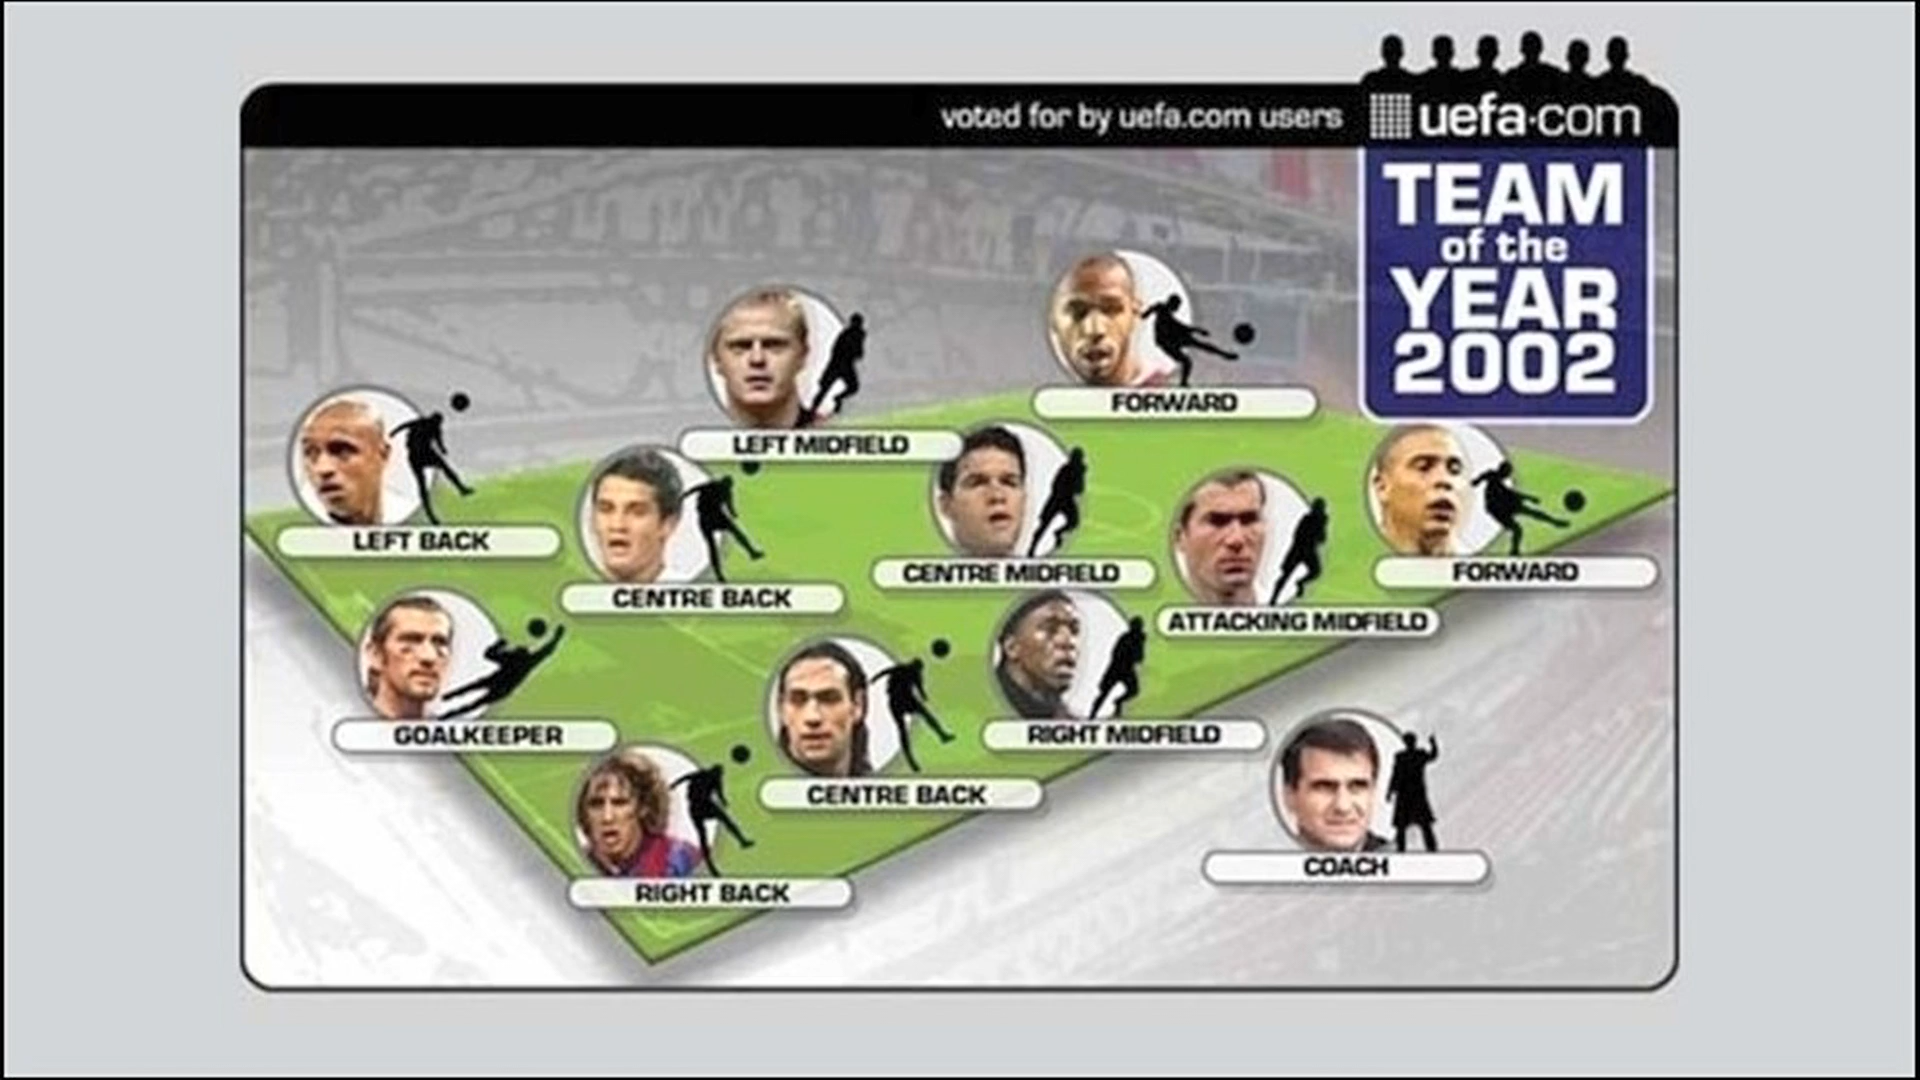 voted for by uefa.com users
uefa.com
TEAM
of the
YEAR
2002
FORWARD
LEFT MIDFIELD
LEFT BACK
CENTRE MIDFIELD
FORWARD
CENTRE BACK
ATTACKING MIDFIELD
GOALKEEPER
RIGHT MIDFIELD
CENTRE BACK
COACH
RIGHT BACK